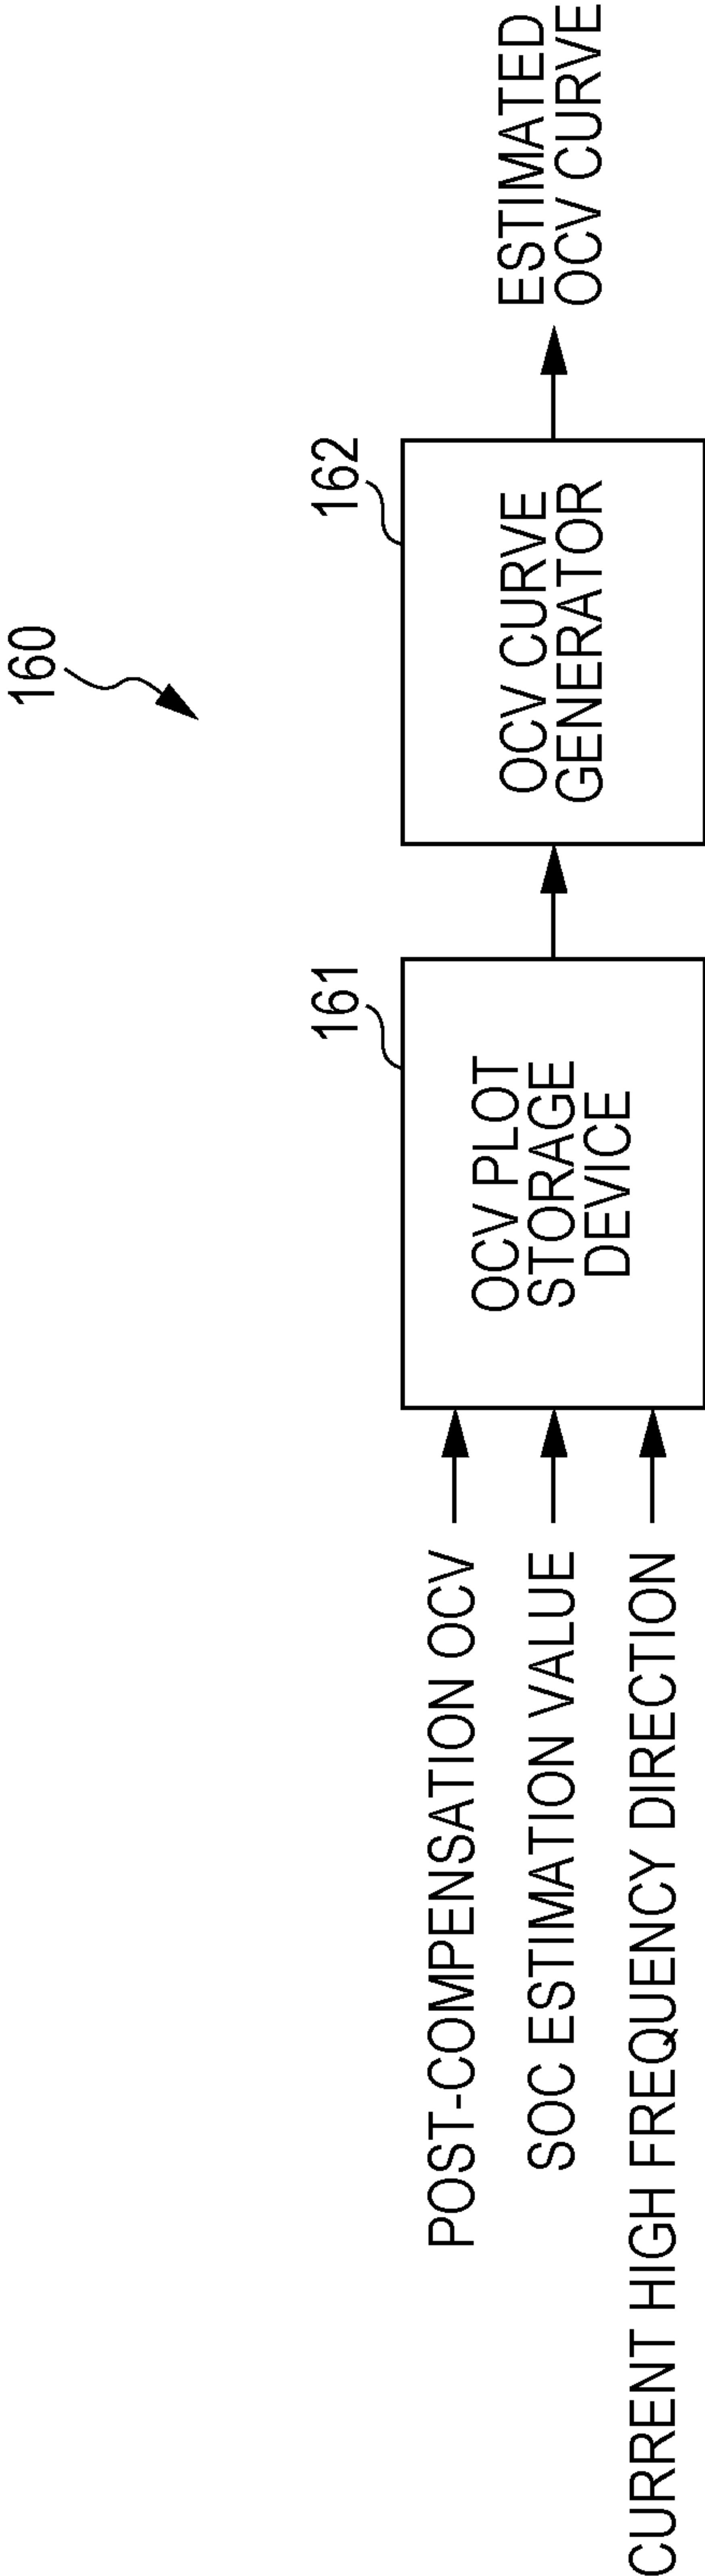 160
POST-COMPENSATION OCV
SOC ESTIMATION VALUE
CURRENT HIGH FREQUENCY DIRECTION
161
OCV PLOT
STORAGE
DEVICE
162
OCV CURVE
GENERATOR
ESTIMATED
OCV CURVE